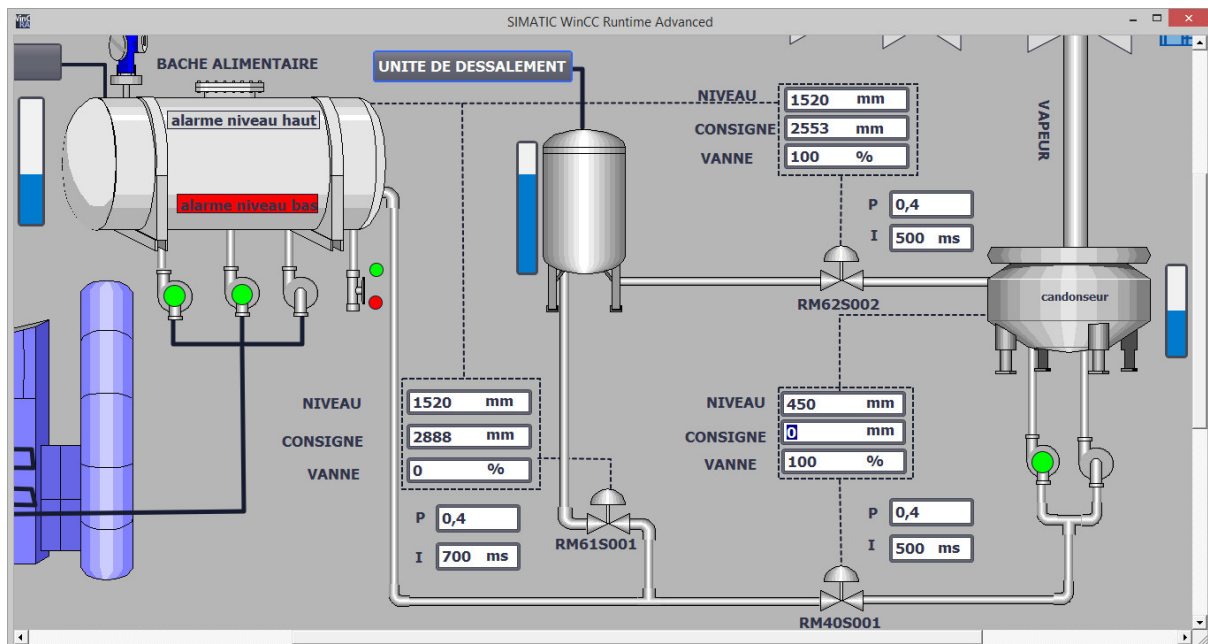 SIMATIC WinCC Runtime Advanced
BACHE ALIMENTAIRE
UNITE DE DESSALEMENT
alarme niveau haut
alarme niveau bas
NIVEAU 1520 mm
CONSIGNE 2553 mm
VANNE 100 %
P 0,4
I 500 ms
VAPEUR
RM62S002
candonseur
NIVEAU 1520 mm
CONSIGNE 2888 mm
VANNE 0 %
P 0,4
I 700 ms
RM61S001
NIVEAU 450 mm
CONSIGNE 0 mm
VANNE 100 %
P 0,4
I 500 ms
RM40S001